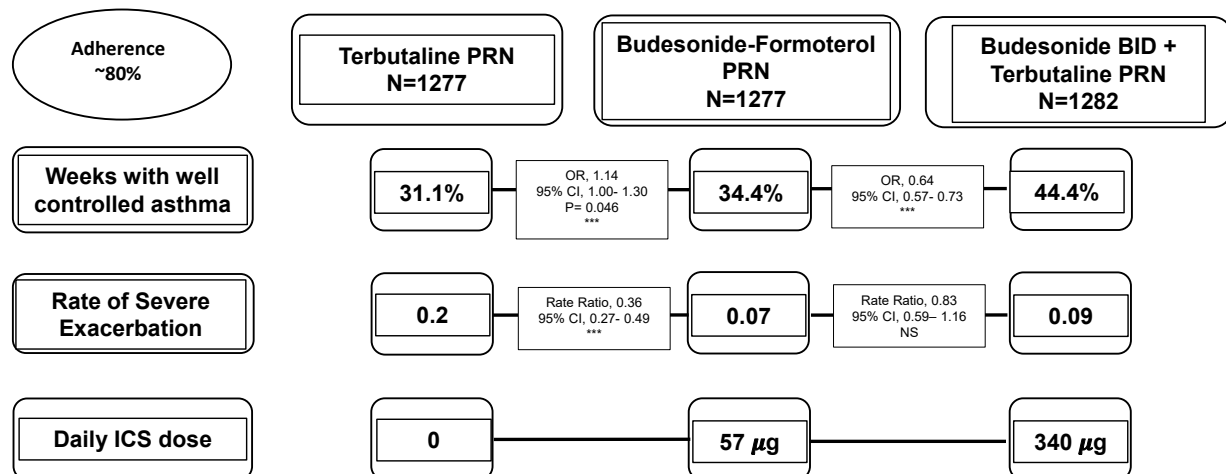 Adherence
~80%
Terbutaline PRN
N=1277
Budesonide-Formoterol
PRN
N=1277
Budesonide BID +
Terbutaline PRN
N=1282
Weeks with well
controlled asthma
31.1%
OR, 1.14
95% CI, 1.00- 1.30
P= 0.046
***
34.4%
OR, 0.64
95% CI, 0.57- 0.73
***
44.4%
Rate of Severe
Exacerbation
0.2
Rate Ratio, 0.36
95% CI, 0.27- 0.49
***
0.07
Rate Ratio, 0.83
95% CI, 0.59– 1.16
NS
0.09
Daily ICS dose
0
57 µg
340 µg